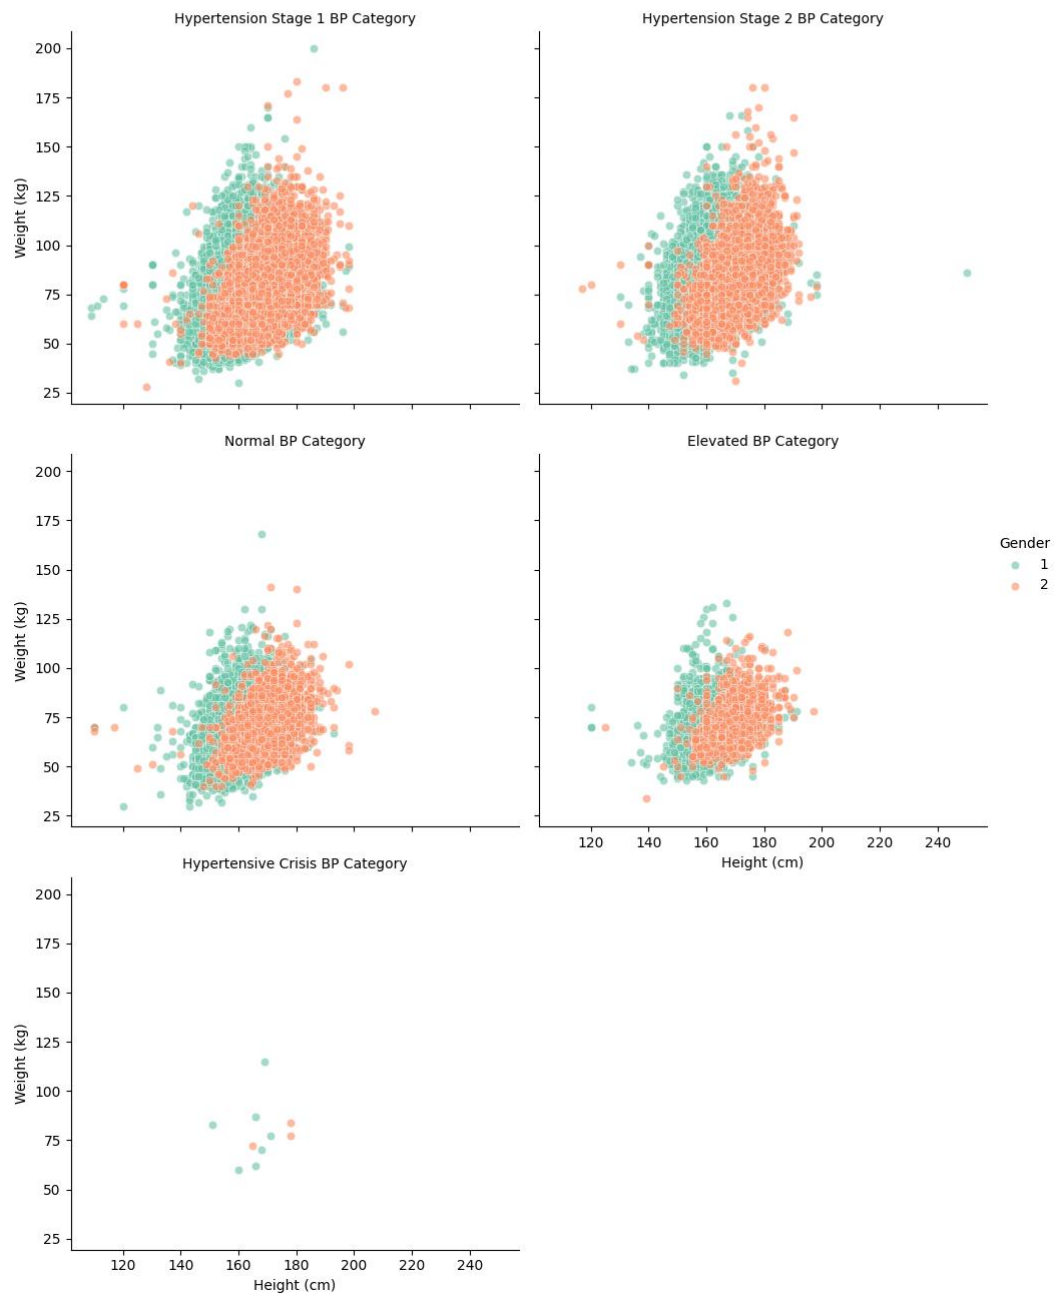 Hypertension Stage 1 BP Category
Hypertension Stage 2 BP Category
200
175
150
125
100
75
50
25
Weight (kg)
Normal BP Category
Elevated BP Category
200
175
150
125
100
75
50
25
Weight (kg)
Gender
1
2
120 140 160 180 200 220 240
Height (cm)
Hypertensive Crisis BP Category
200
175
150
125
100
75
50
25
Weight (kg)
120 140 160 180 200 220 240
Height (cm)